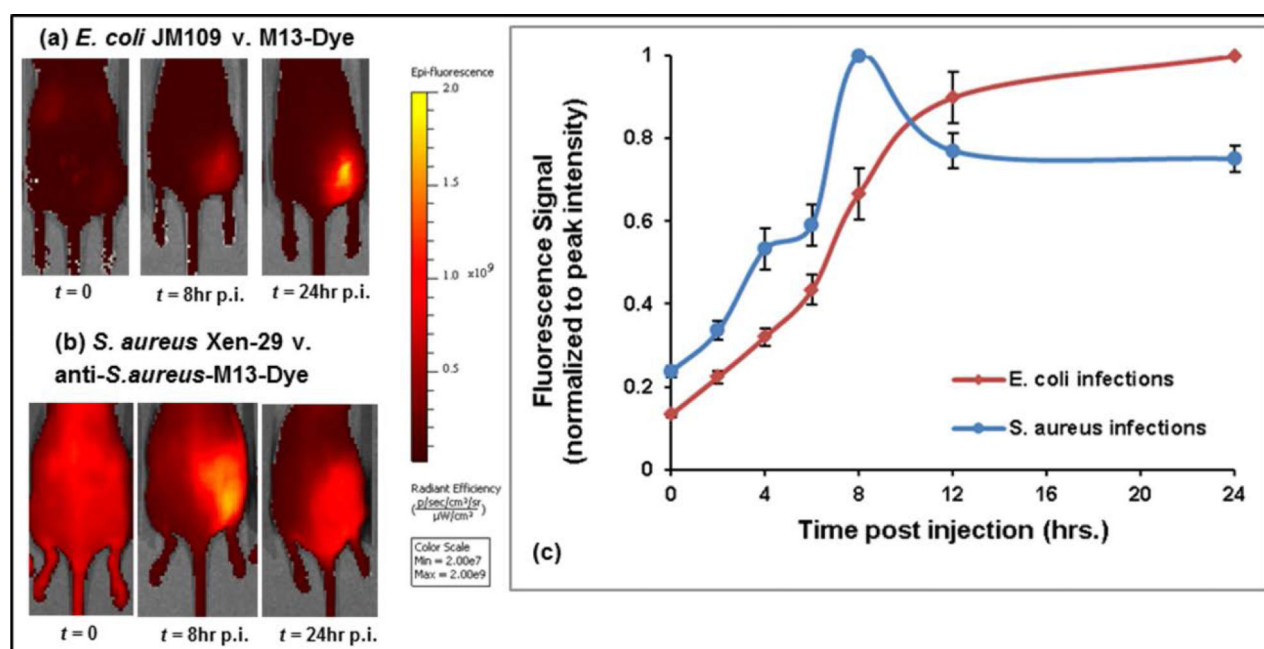 (a) E. coli JM109 v. M13-Dye
t = 0
t = 8hr p.i.
t = 24hr p.i.
(b) S. aureus Xen-29 v.
anti-S.aureus-M13-Dye
t = 0
t = 8hr p.i.
t = 24hr p.i.
Epi-fluorescence
2.0
1.5
1.0 x10⁹
0.5
Radiant Efficiency
(p/sec/cm²/sr
µW/cm²)
Color Scale
Min = 2.00e7
Max = 2.00e9
Fluorescence Signal
(normalized to peak intensity)
1
0.8
0.6
0.4
0.2
0
E. coli infections
S. aureus infections
0 4 8 12 16 20 24
Time post injection (hrs.)
(c)